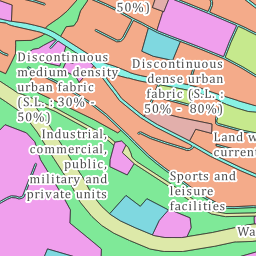 50%)
Discontinuous
medium density
urban fabric
(S.L. : 30% -
50%)
Discontinuous
dense urban
fabric (S.L. :
50% -  80%)
Industrial,
commercial,
public,
military and
private units
Land w
current
Sports and
leisure
facilities
Wa